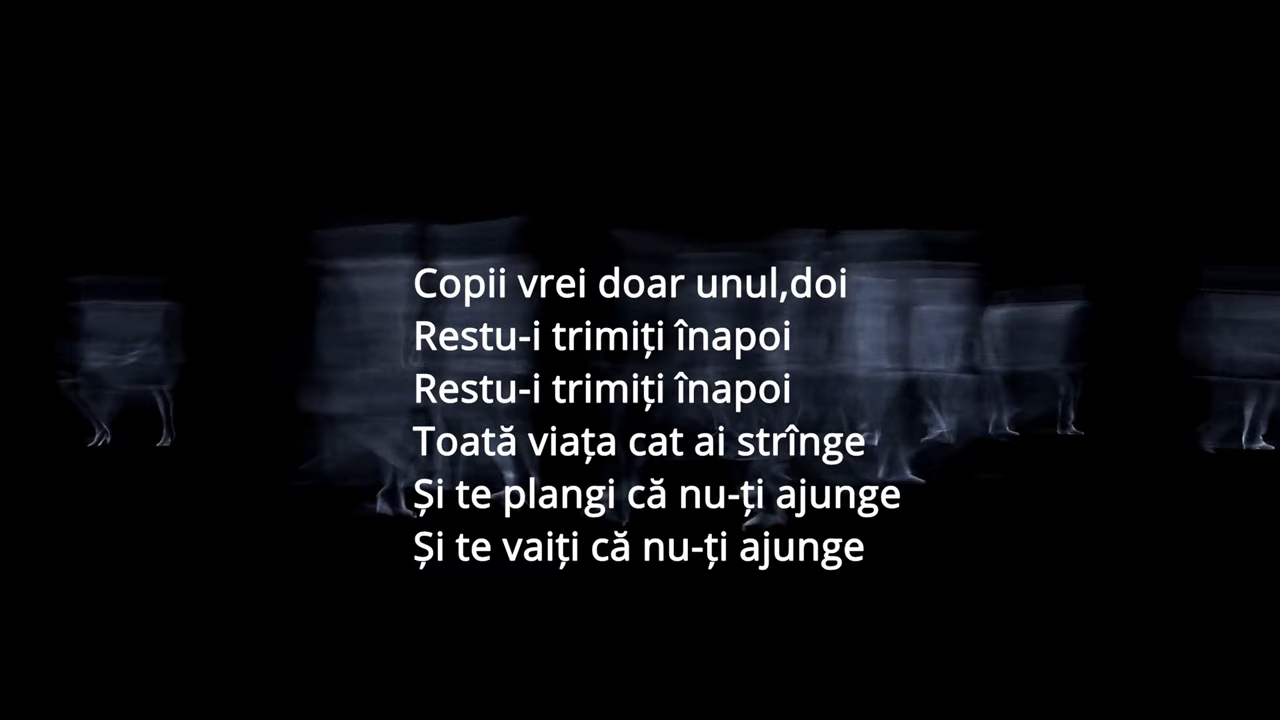 Copii vrei doar unul,doi
Restu-i trimiți înapoi
Restu-i trimiți înapoi
Toată viața cat ai strînge
Și te plangi că nu-ți ajunge
Și te vaiți că nu-ți ajunge